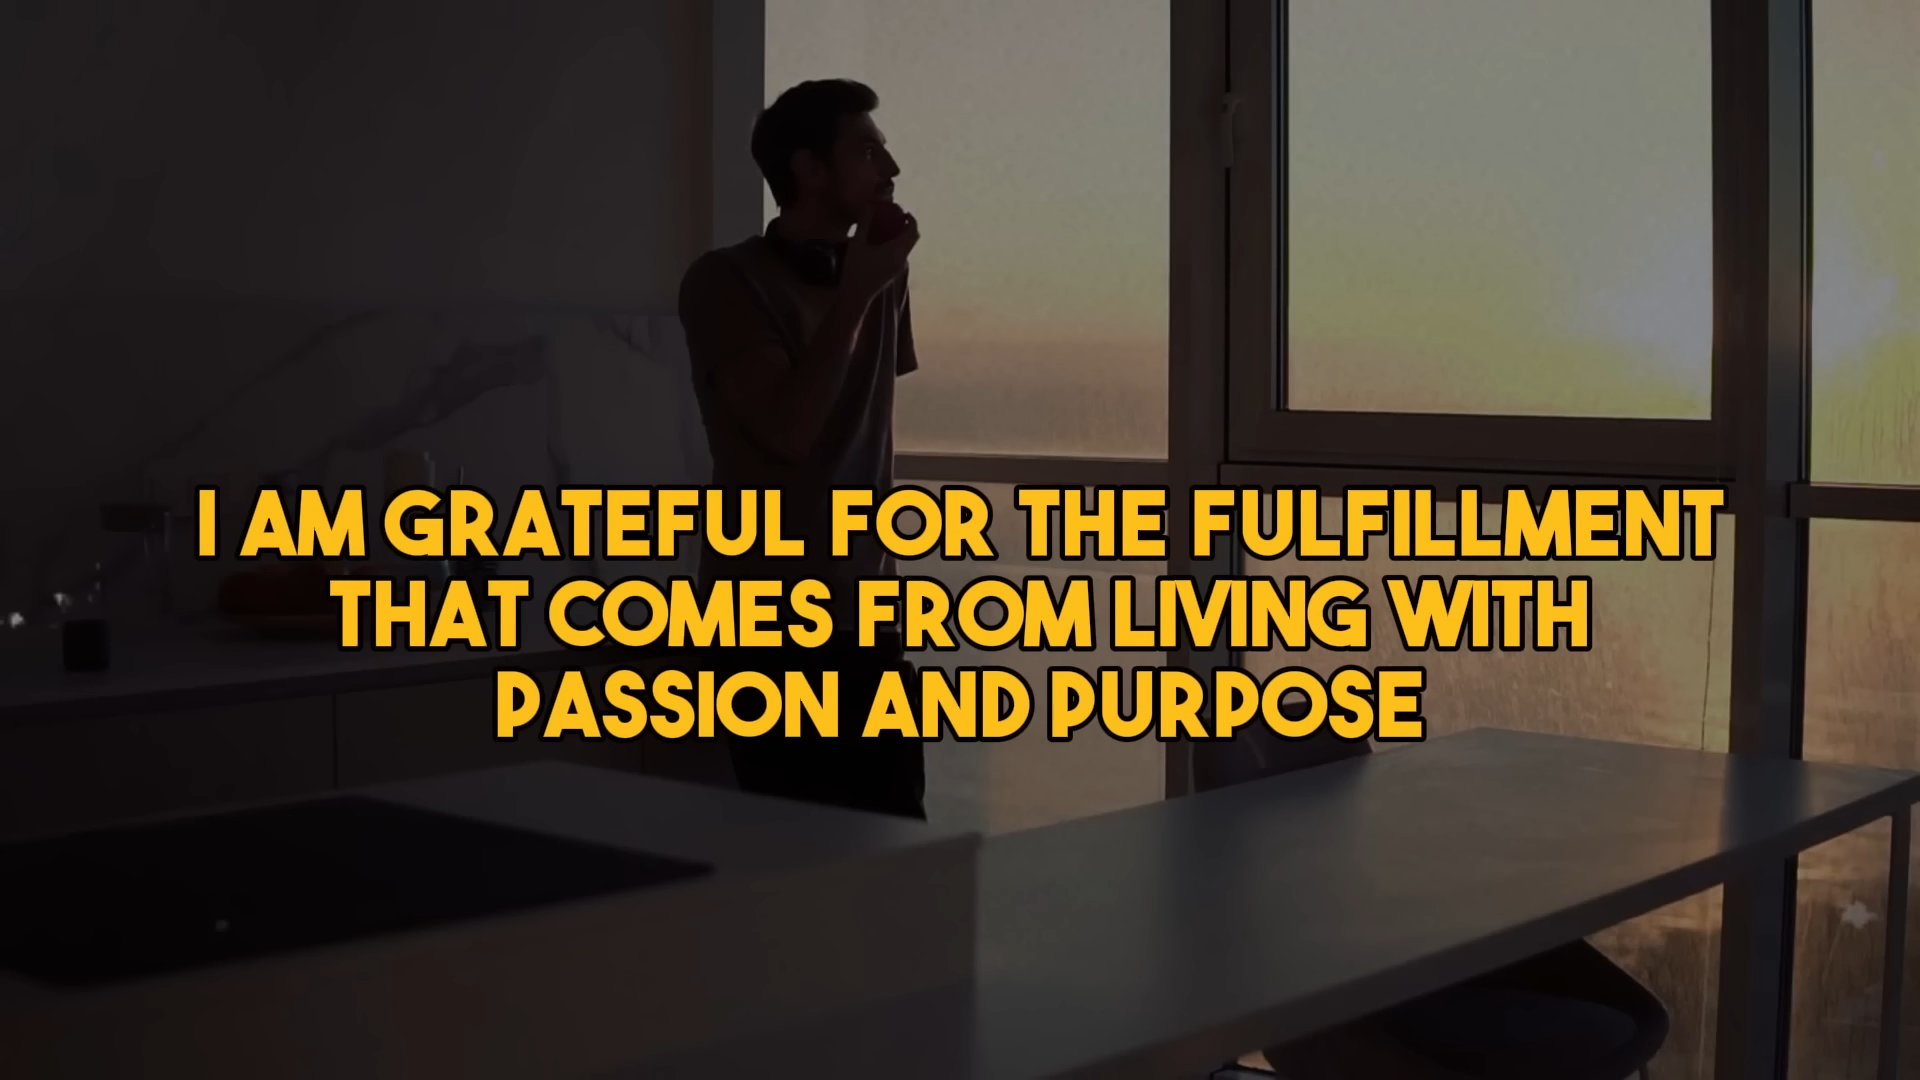 I AM GRATEFUL FOR THE FULFILLMENT
THAT COMES FROM LIVING WITH
PASSION AND PURPOSE